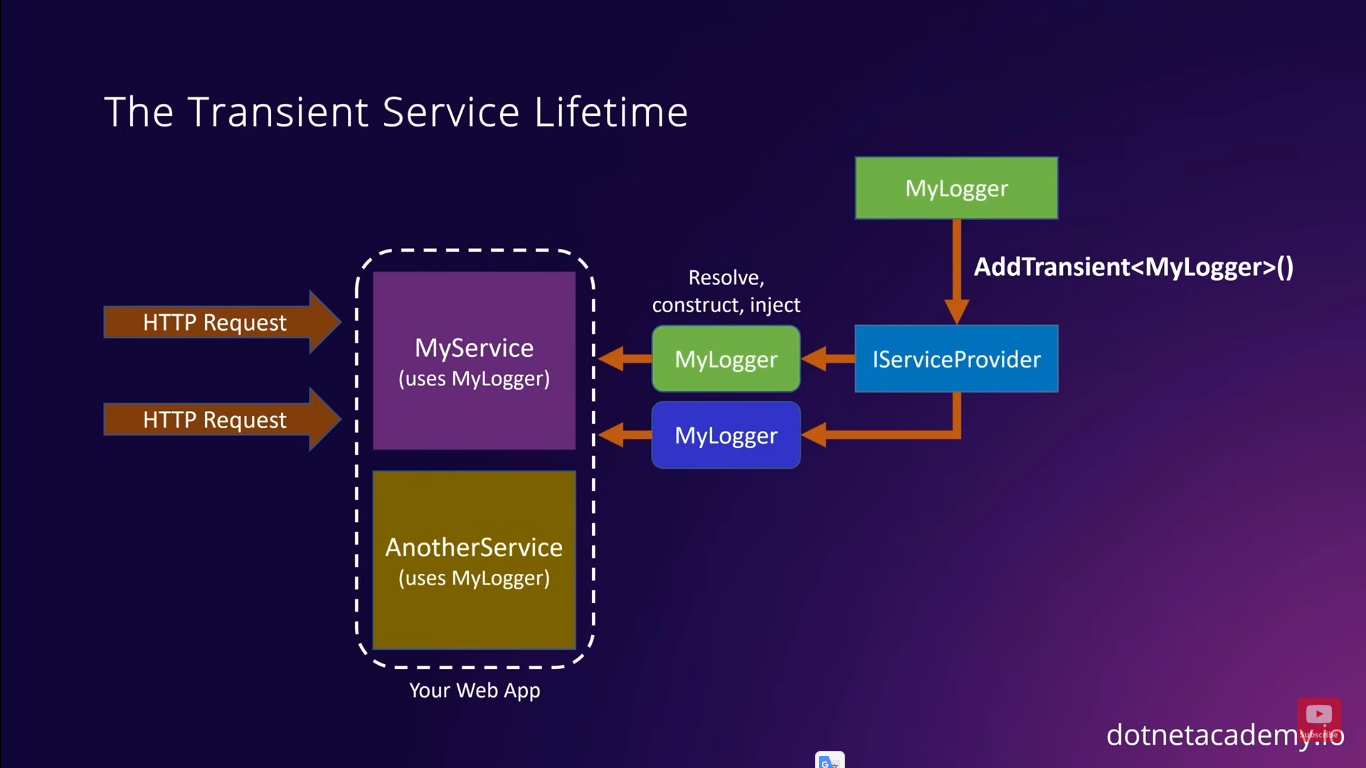 The Transient Service Lifetime
MyLogger
AddTransient<MyLogger>()
Resolve,
construct, inject
HTTP Request
MyService
(uses MyLogger)
MyLogger
IServiceProvider
HTTP Request
MyLogger
AnotherService
(uses MyLogger)
Your Web App
dotnetacademy.io
Subscribe